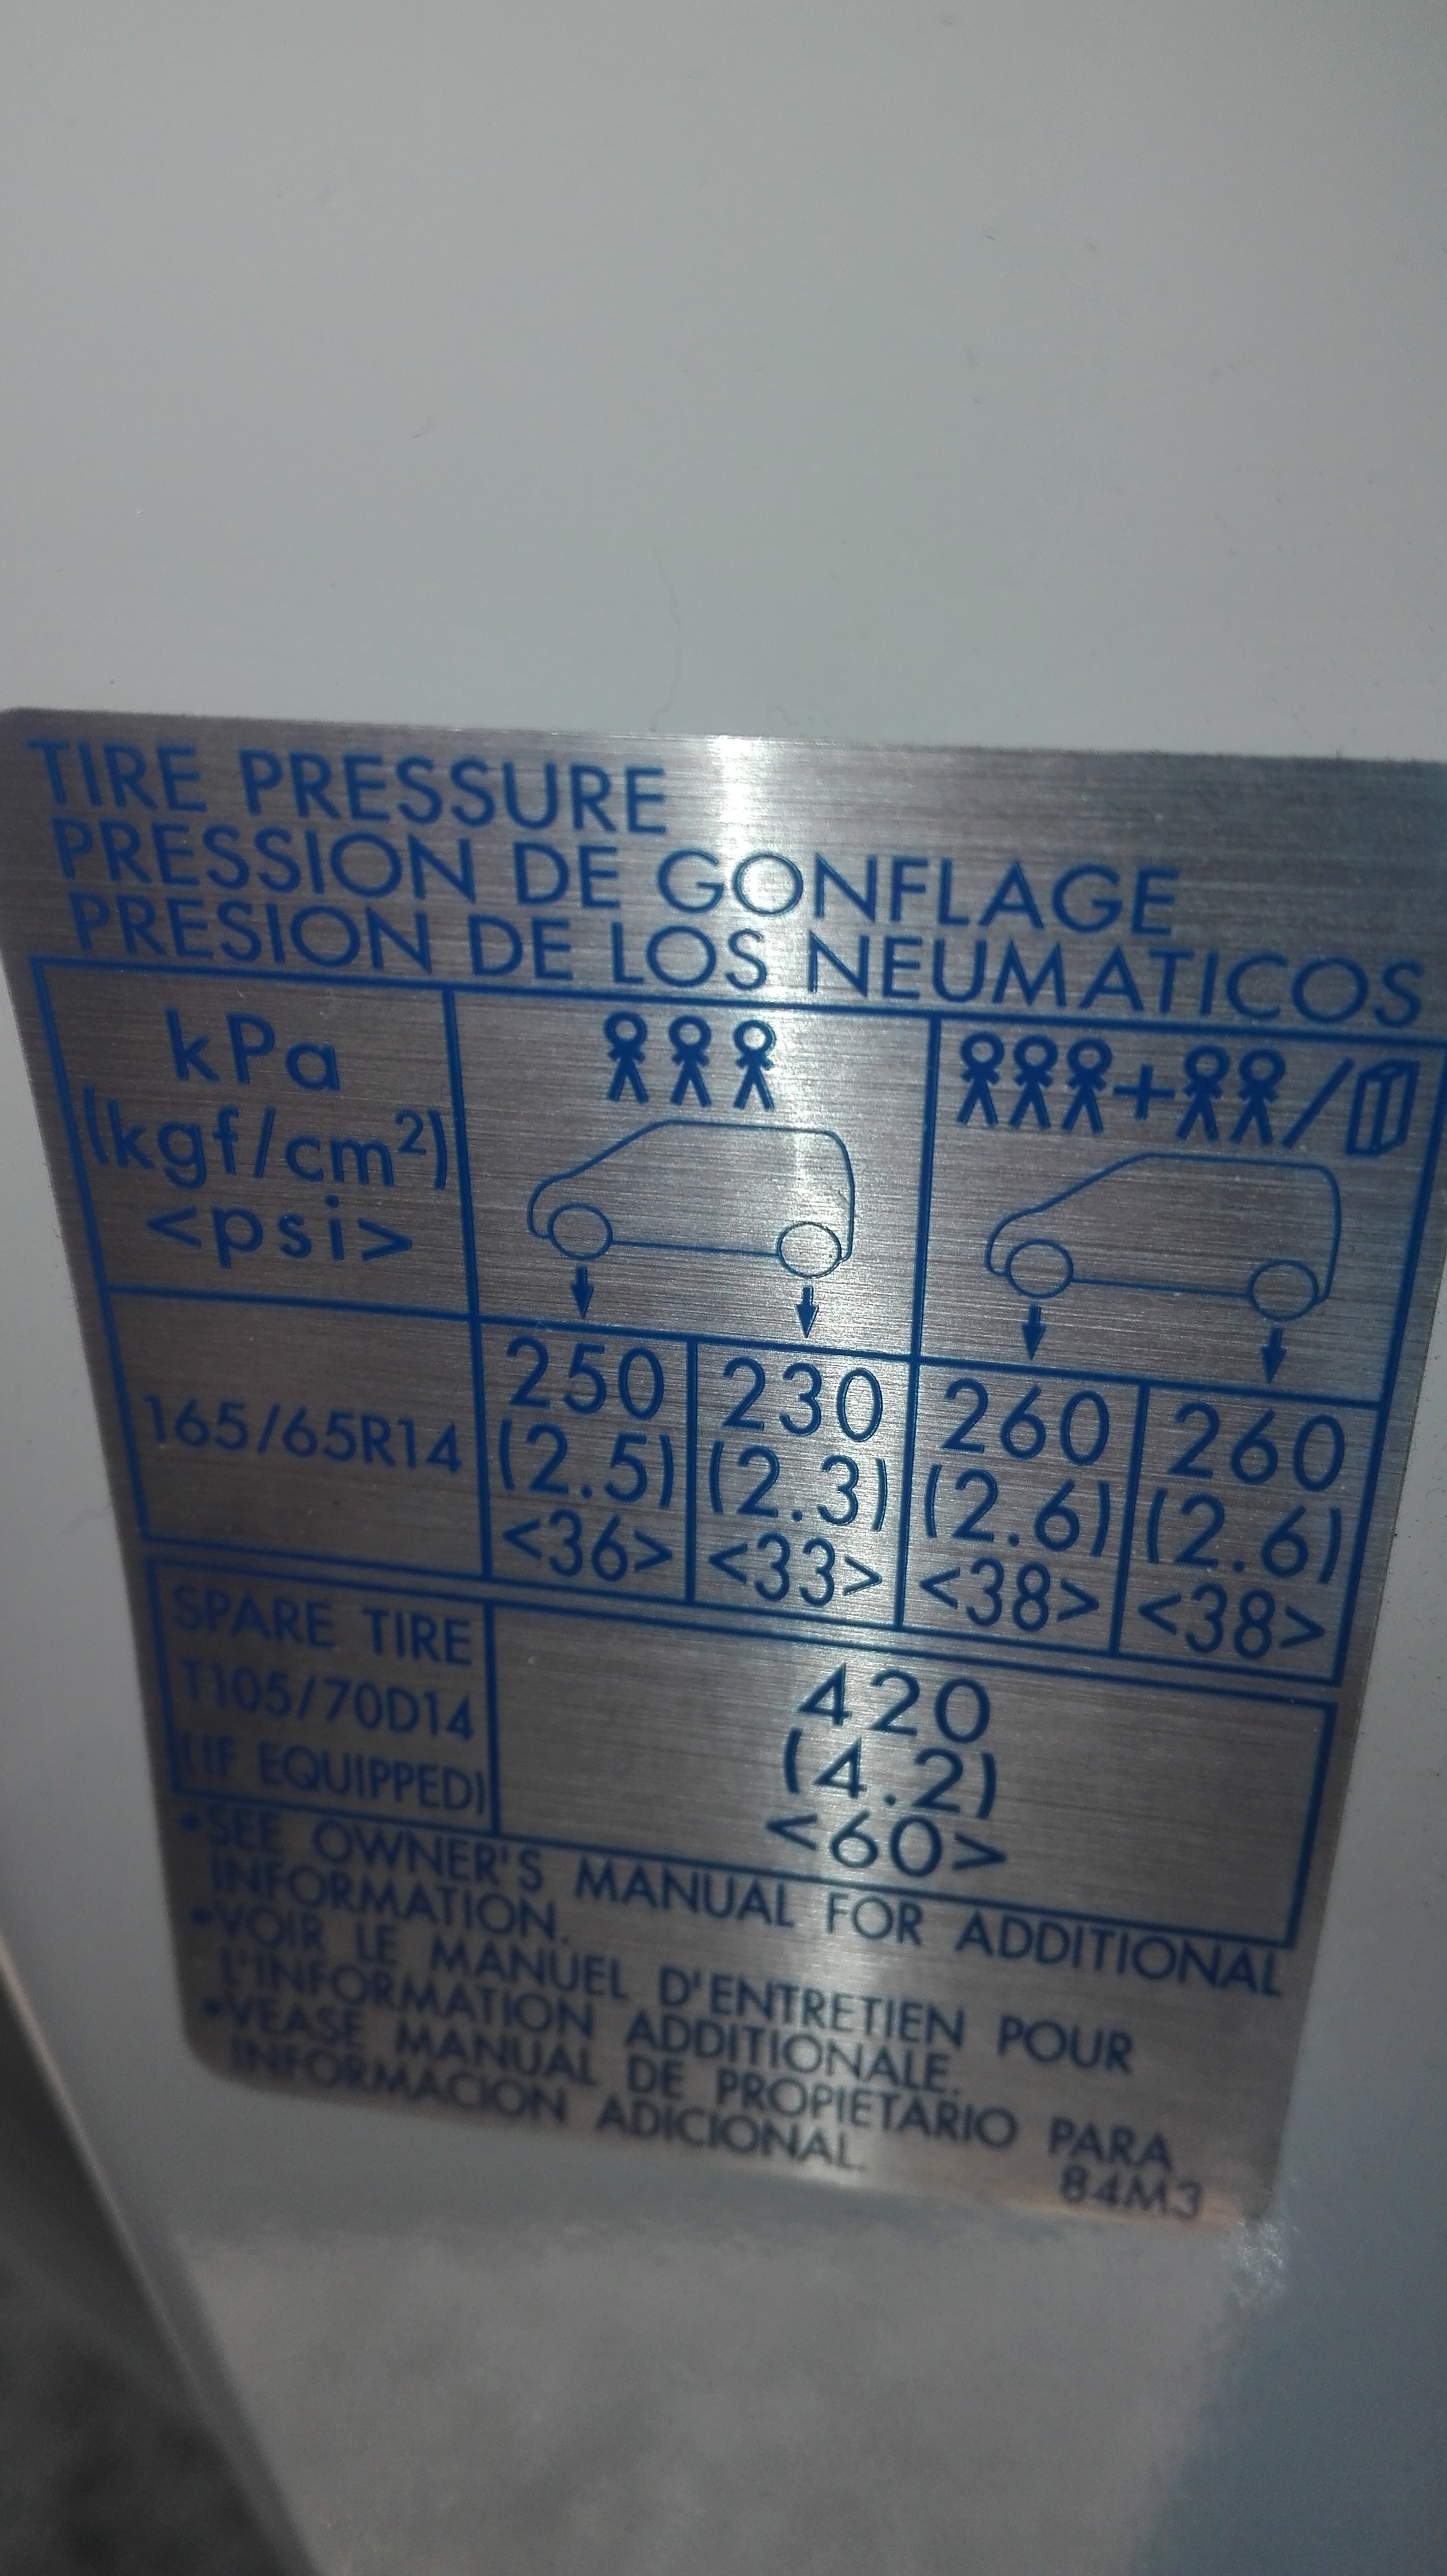 TIRE PRESSURE
PRESSION DE GONFLAGE
PRESION DE LOS NEUMATICOS
kPa
(kgf/cm²)
<psi>
+ /
165/65R14
250 230 260 260
(2.5) (2.3) (2.6) (2.6)
<36> <33> <38> <38>
SPARE TIRE
T105/70D14
(IF EQUIPPED)
420
(4.2)
<60>
•SEE OWNER'S MANUAL FOR ADDITIONAL
INFORMATION.
•VOIR LE MANUEL D'ENTRETIEN POUR
L'INFORMATION ADDITIONALE.
•VEASE MANUAL DE PROPIETARIO PARA
INFORMACION ADICIONAL.
84M3